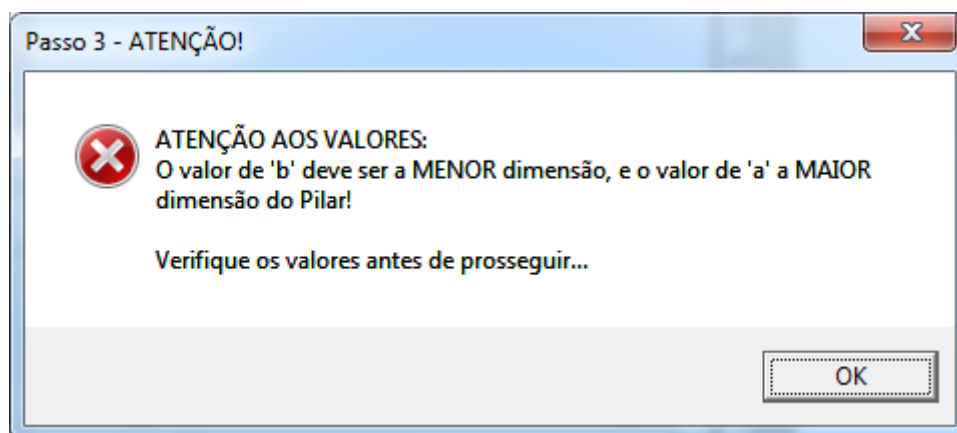 Passo 3 - ATENÇÃO!
ATENÇÃO AOS VALORES:
O valor de 'b' deve ser a MENOR dimensão, e o valor de 'a' a MAIOR
dimensão do Pilar!
Verifique os valores antes de prosseguir...
OK